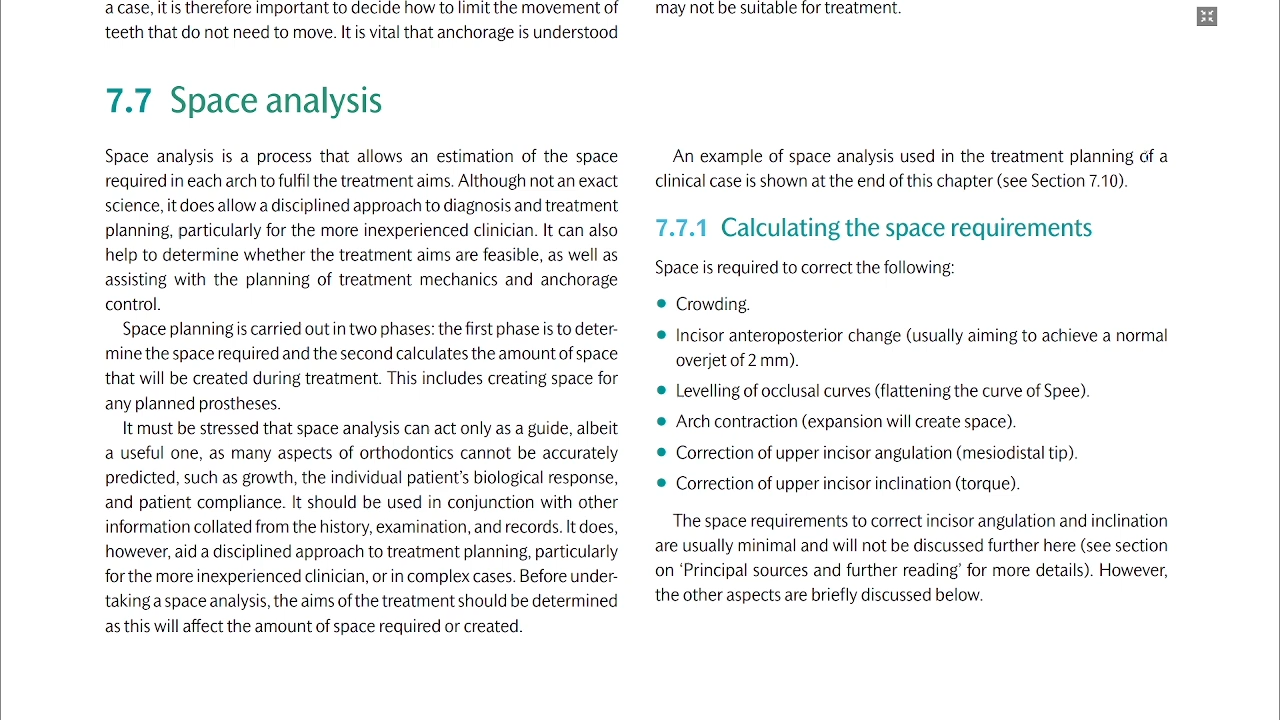 a case, it is therefore important to decide how to limit the movement of
teeth that do not need to move. It is vital that anchorage is understood
may not be suitable for treatment.
7.7 Space analysis
Space analysis is a process that allows an estimation of the space
required in each arch to fulfil the treatment aims. Although not an exact
science, it does allow a disciplined approach to diagnosis and treatment
planning, particularly for the more inexperienced clinician. It can also
help to determine whether the treatment aims are feasible, as well as
assisting with the planning of treatment mechanics and anchorage
control.
Space planning is carried out in two phases: the first phase is to deter-
mine the space required and the second calculates the amount of space
that will be created during treatment. This includes creating space for
any planned prostheses.
It must be stressed that space analysis can act only as a guide, albeit
a useful one, as many aspects of orthodontics cannot be accurately
predicted, such as growth, the individual patient's biological response,
and patient compliance. It should be used in conjunction with other
information collated from the history, examination, and records. It does,
however, aid a disciplined approach to treatment planning, particularly
for the more inexperienced clinician, or in complex cases. Before under-
taking a space analysis, the aims of the treatment should be determined
as this will affect the amount of space required or created.
An example of space analysis used in the treatment planning of a
clinical case is shown at the end of this chapter (see Section 7.10).
7.7.1 Calculating the space requirements
Space is required to correct the following:
• Crowding.
• Incisor anteroposterior change (usually aiming to achieve a normal
overjet of 2 mm).
• Levelling of occlusal curves (flattening the curve of Spee).
• Arch contraction (expansion will create space).
• Correction of upper incisor angulation (mesiodistal tip).
• Correction of upper incisor inclination (torque).
The space requirements to correct incisor angulation and inclination
are usually minimal and will not be discussed further here (see section
on 'Principal sources and further reading' for more details). However,
the other aspects are briefly discussed below.